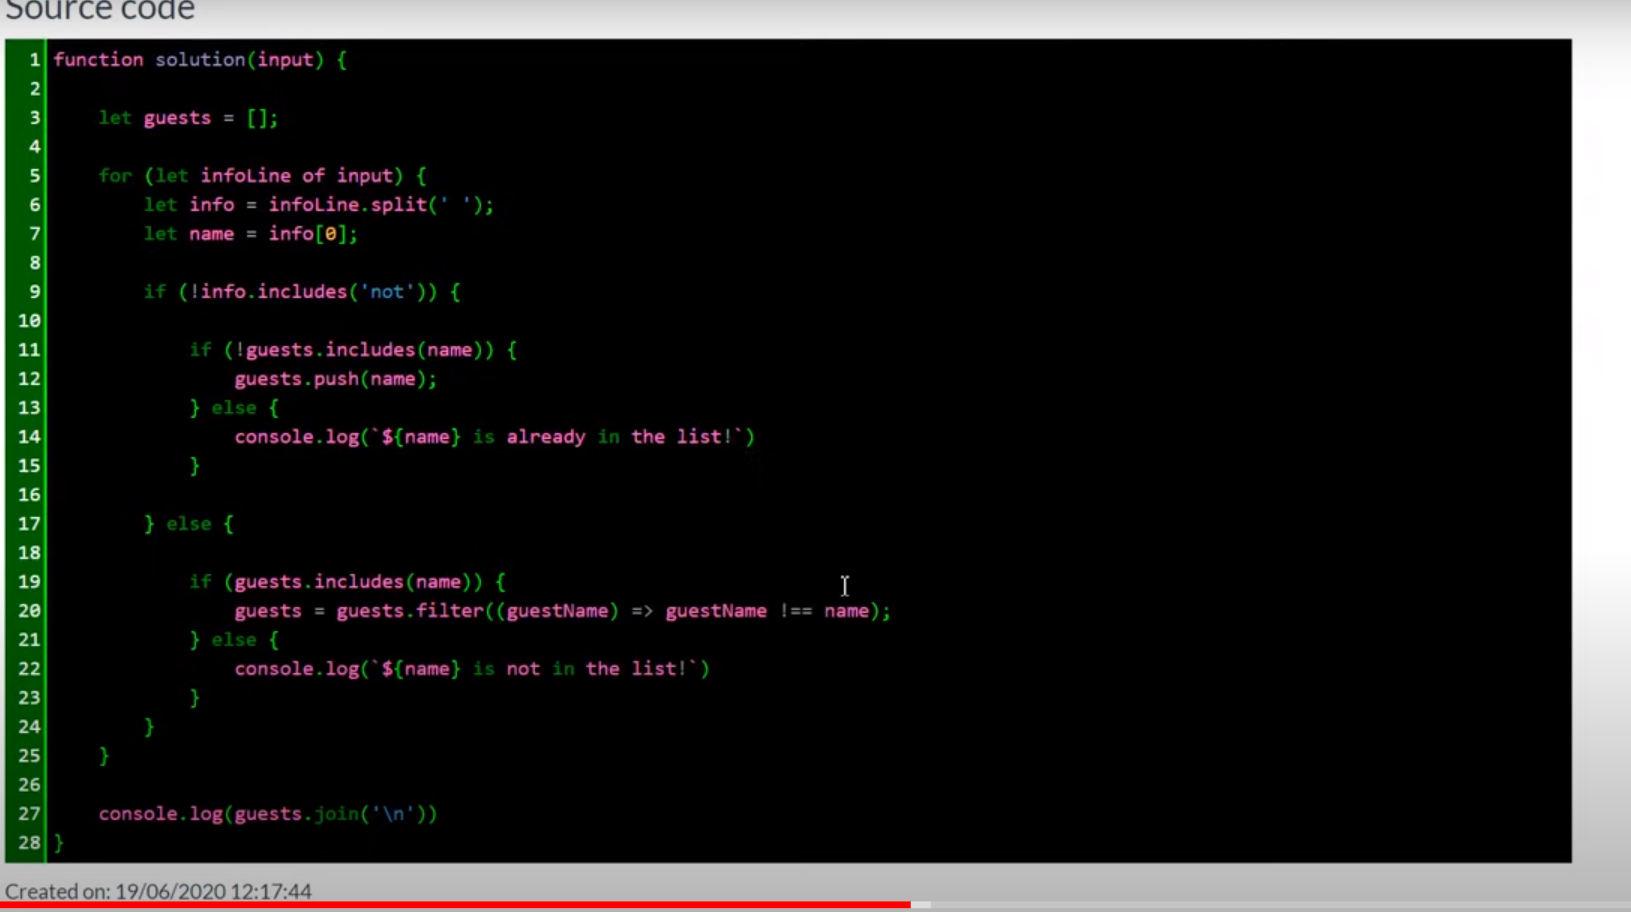 Source code
1 function solution(input) {
2
3     let guests = [];
4
5     for (let infoLine of input) {
6         let info = infoLine.split(' ');
7         let name = info[0];
8
9         if (!info.includes('not')) {
10
11             if (!guests.includes(name)) {
12                 guests.push(name);
13             } else {
14                 console.log(`${name} is already in the list!`)
15             }
16
17         } else {
18
19             if (guests.includes(name)) {
20                 guests = guests.filter((guestName) => guestName !== name);
21             } else {
22                 console.log(`${name} is not in the list!`)
23             }
24         }
25     }
26
27     console.log(guests.join('\n'))
28 }
Created on: 19/06/2020 12:17:44